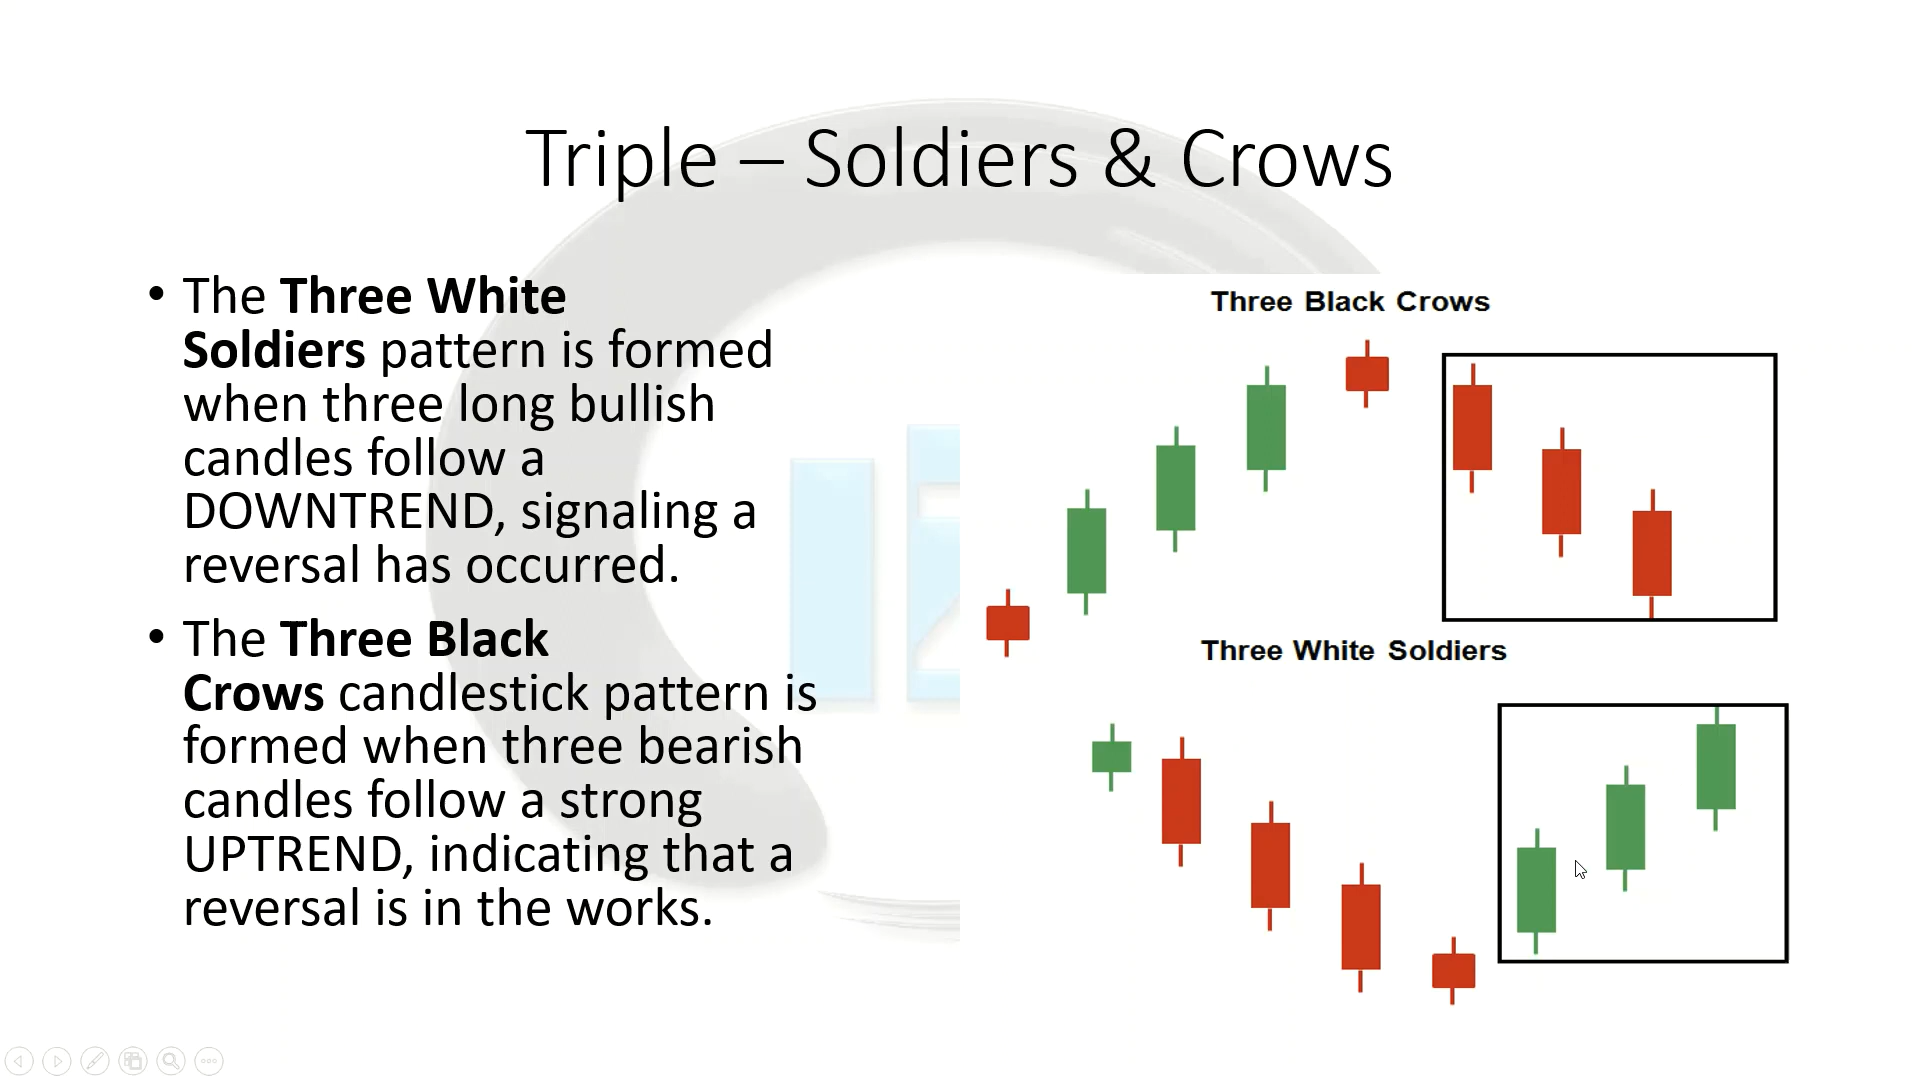 Triple – Soldiers & Crows
• The Three White
Soldiers pattern is formed
when three long bullish
candles follow a
DOWNTREND, signaling a
reversal has occurred.
• The Three Black
Crows candlestick pattern is
formed when three bearish
candles follow a strong
UPTREND, indicating that a
reversal is in the works.
Three Black Crows
Three White Soldiers